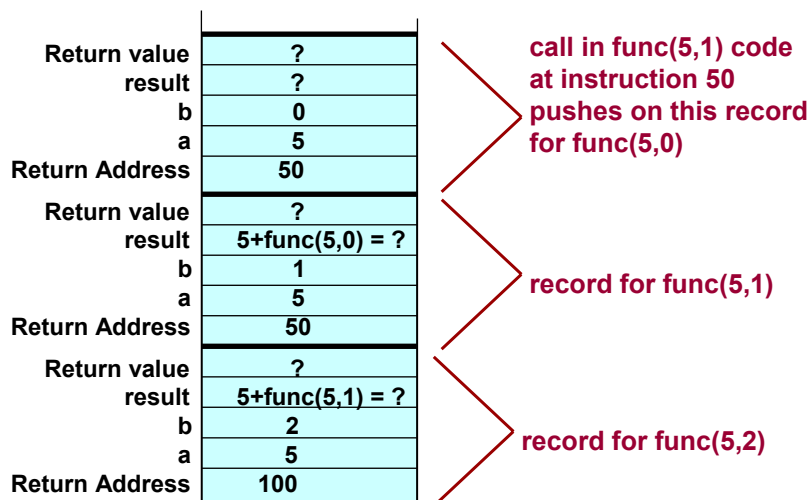 Return value ?
result ?
b 0
a 5
Return Address 50
call in func(5,1) code
at instruction 50
pushes on this record
for func(5,0)
Return value ?
result 5+func(5,0) = ?
b 1
a 5
Return Address 50
record for func(5,1)
Return value ?
result 5+func(5,1) = ?
b 2
a 5
Return Address 100
record for func(5,2)